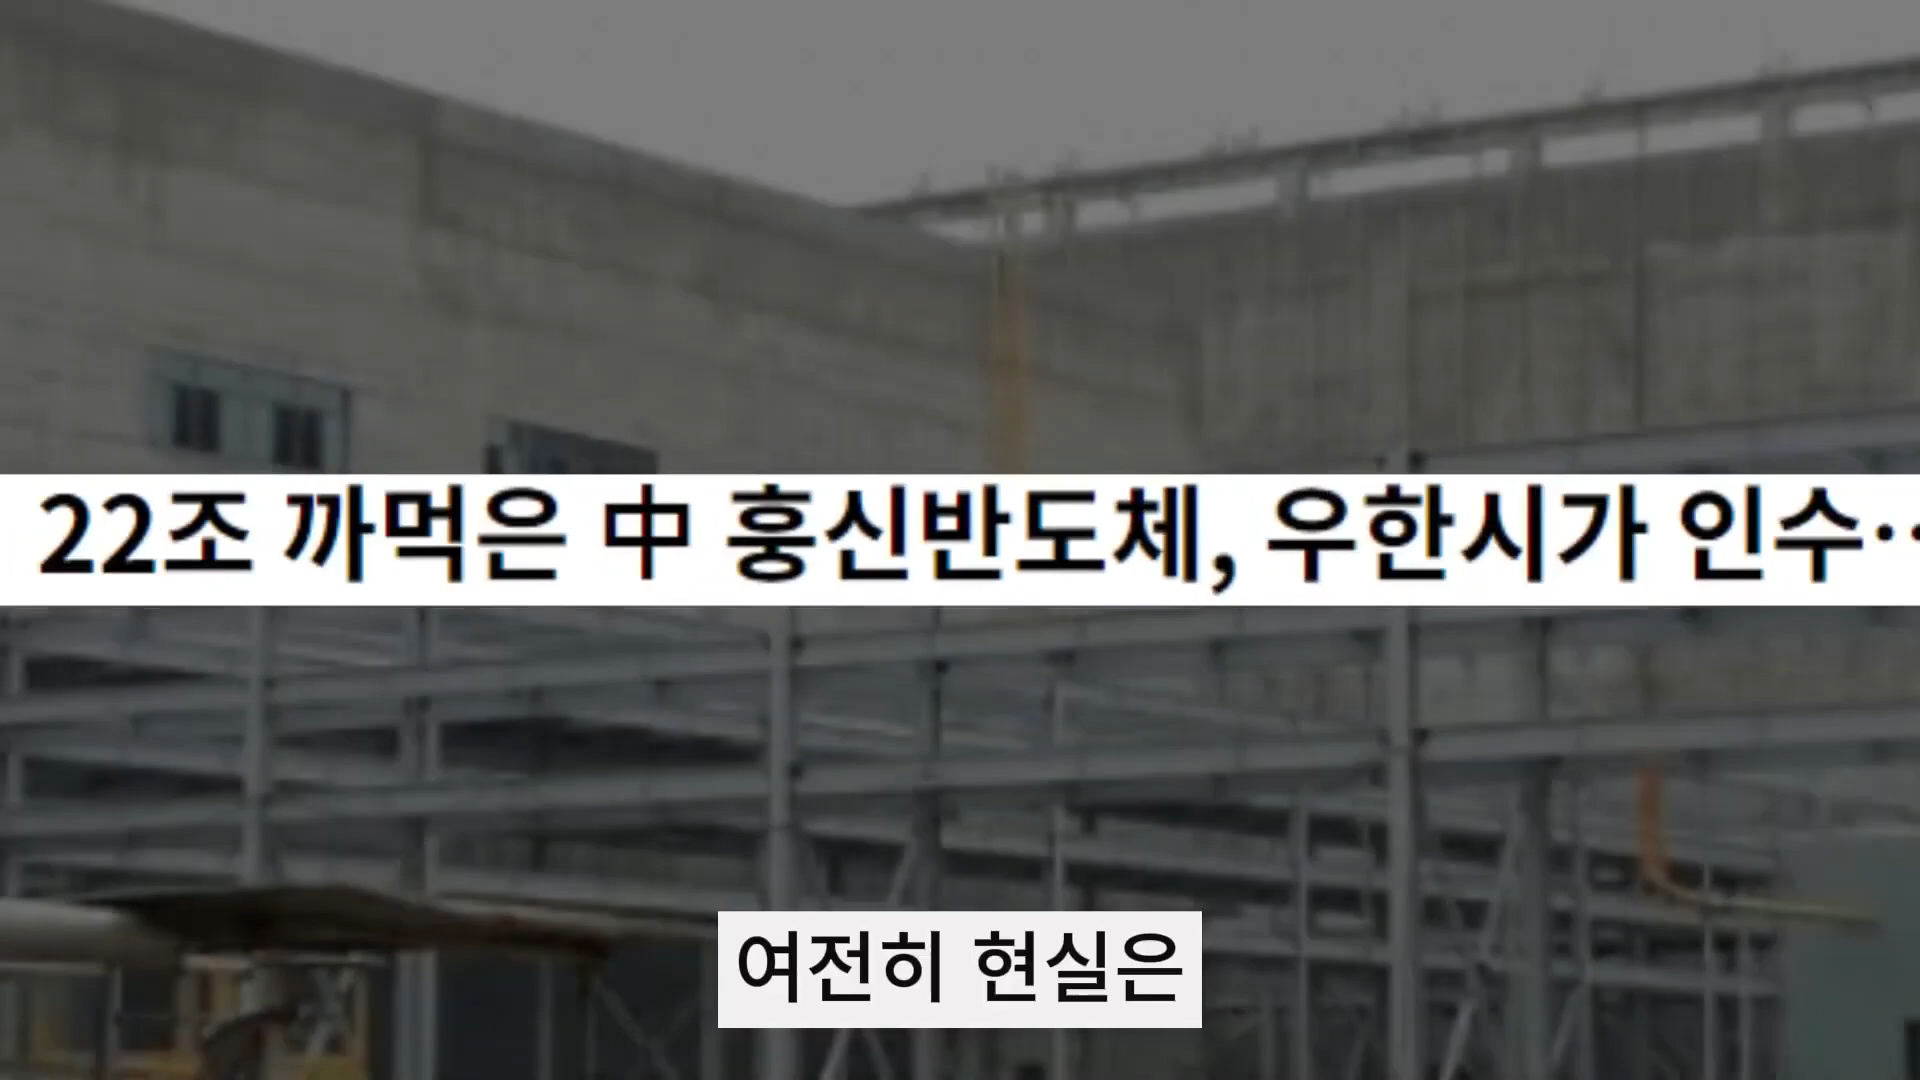 22조 까먹은 中 훙신반도체, 우한시가 인수··
여전히 현실은